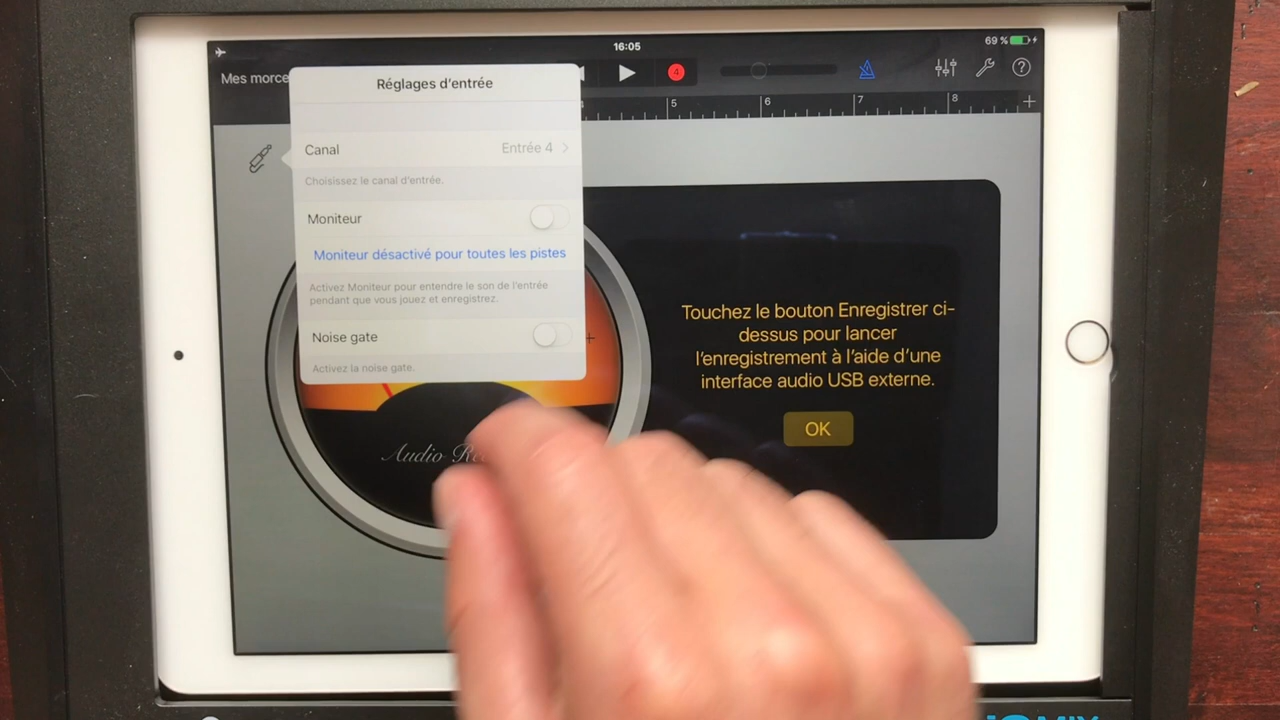 16:05
69 %
Mes morce
4
Réglages d'entrée
4 5 6 7 8
Canal Entrée 4
Choisissez le canal d'entrée.
Moniteur
Moniteur désactivé pour toutes les pistes
Activez Moniteur pour entendre le son de l'entrée
pendant que vous jouez et enregistrez.
Noise gate
Activez la noise gate.
Touchez le bouton Enregistrer ci-
dessus pour lancer
l'enregistrement à l'aide d'une
interface audio USB externe.
OK
Audio